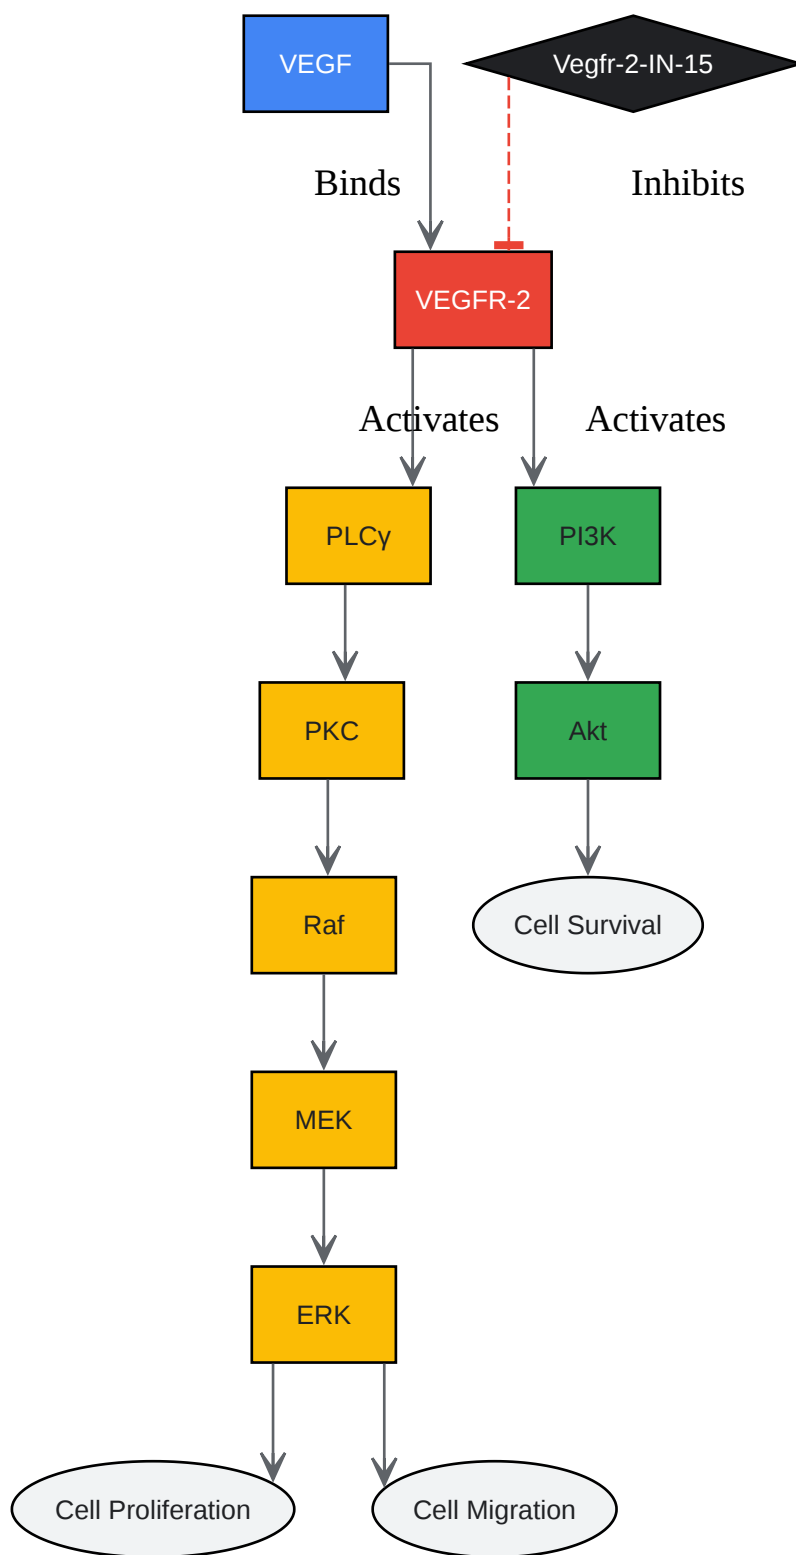 VEGF
Vegfr-2-IN-15
Binds
Inhibits
VEGFR-2
Activates
Activates
PLCγ
PI3K
PKC
Akt
Raf
Cell Survival
MEK
ERK
Cell Proliferation
Cell Migration